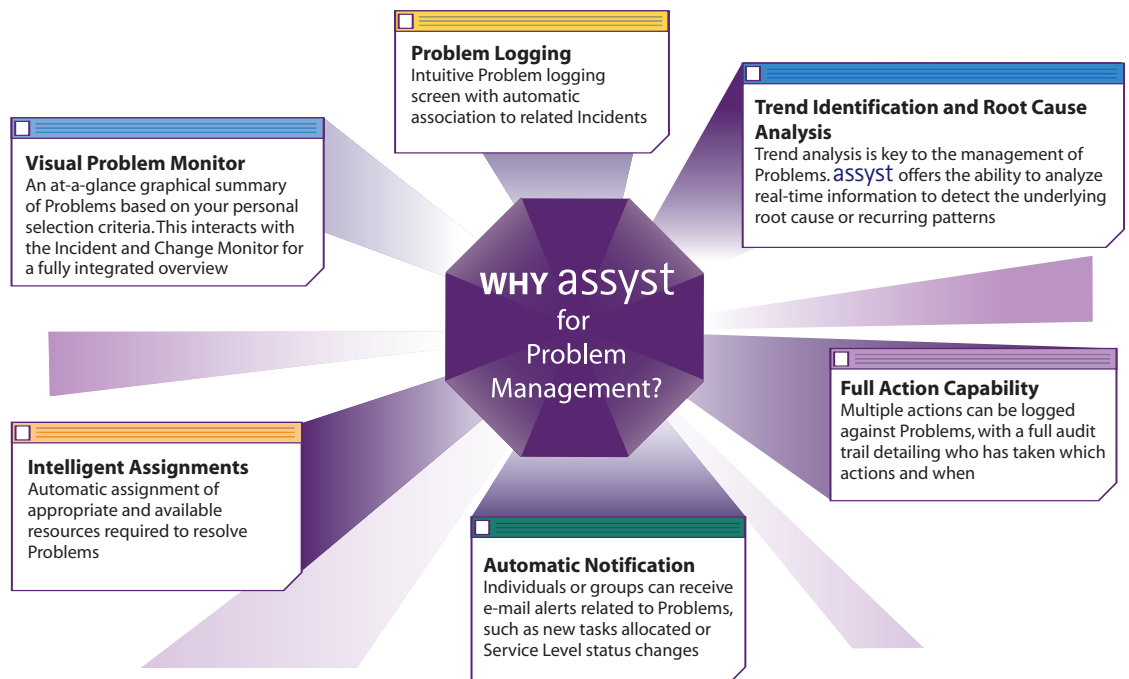 Problem Logging
Intuitive Problem logging
screen with automatic
association to related Incidents
Trend Identification and Root Cause
Analysis
Trend analysis is key to the management of
Problems. assyst offers the ability to analyze
real-time information to detect the underlying
root cause or recurring patterns
Visual Problem Monitor
An at-a-glance graphical summary
of Problems based on your personal
selection criteria. This interacts with
the Incident and Change Monitor for
a fully integrated overview
WHY assyst
for
Problem
Management?
Full Action Capability
Multiple actions can be logged
against Problems, with a full audit
trail detailing who has taken which
actions and when
Intelligent Assignments
Automatic assignment of
appropriate and available
resources required to resolve
Problems
Automatic Notification
Individuals or groups can receive
e-mail alerts related to Problems,
such as new tasks allocated or
Service Level status changes